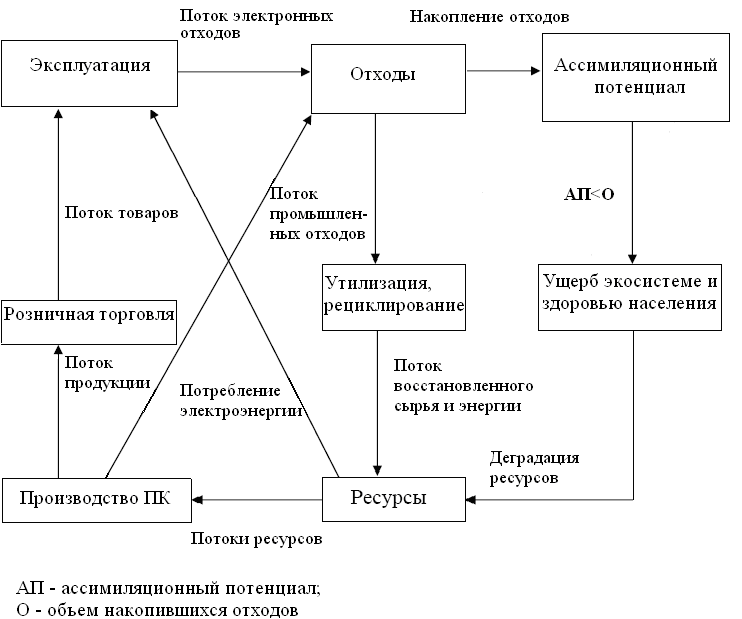 Поток электронных
отходов
Накопление отходов
Эксплуатация
Отходы
Ассимиляционный
потенциал
Поток товаров
Поток
промышлен-
ных отходов
АП<О
Розничная торговля
Утилизация,
рециклирование
Ущерб экосистеме и
здоровью населения
Поток
продукции
Потребление
электроэнергии
Поток
восстановленного
сырья и энергии
Деградация
ресурсов
Производство ПК
Ресурсы
Потоки ресурсов
АП - ассимиляционный потенциал;
О - объем накопившихся отходов